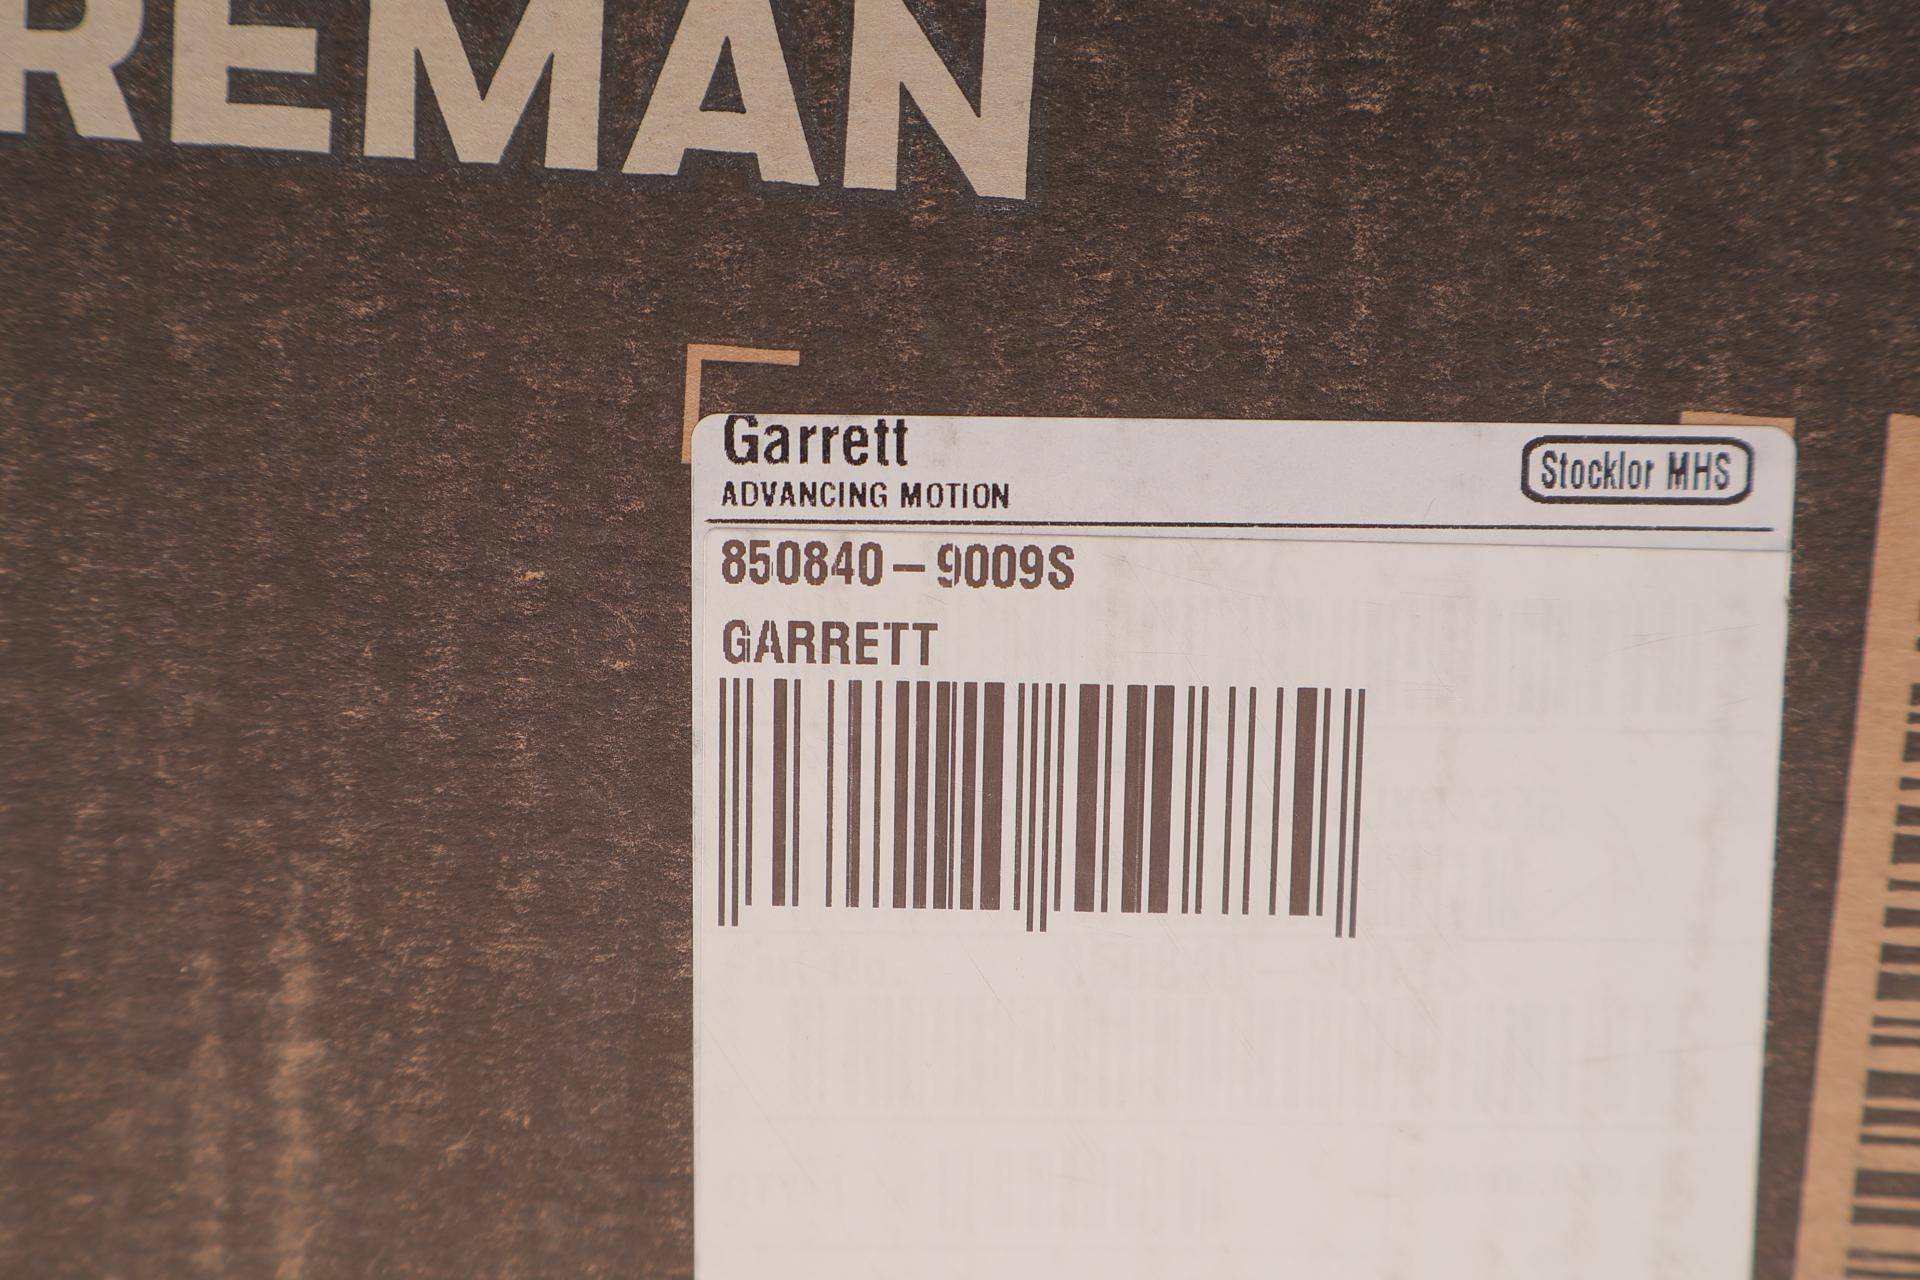 REMAN
Garrett
ADVANCING MOTION
Stocklor MHS
850840-9009S
GARRETT